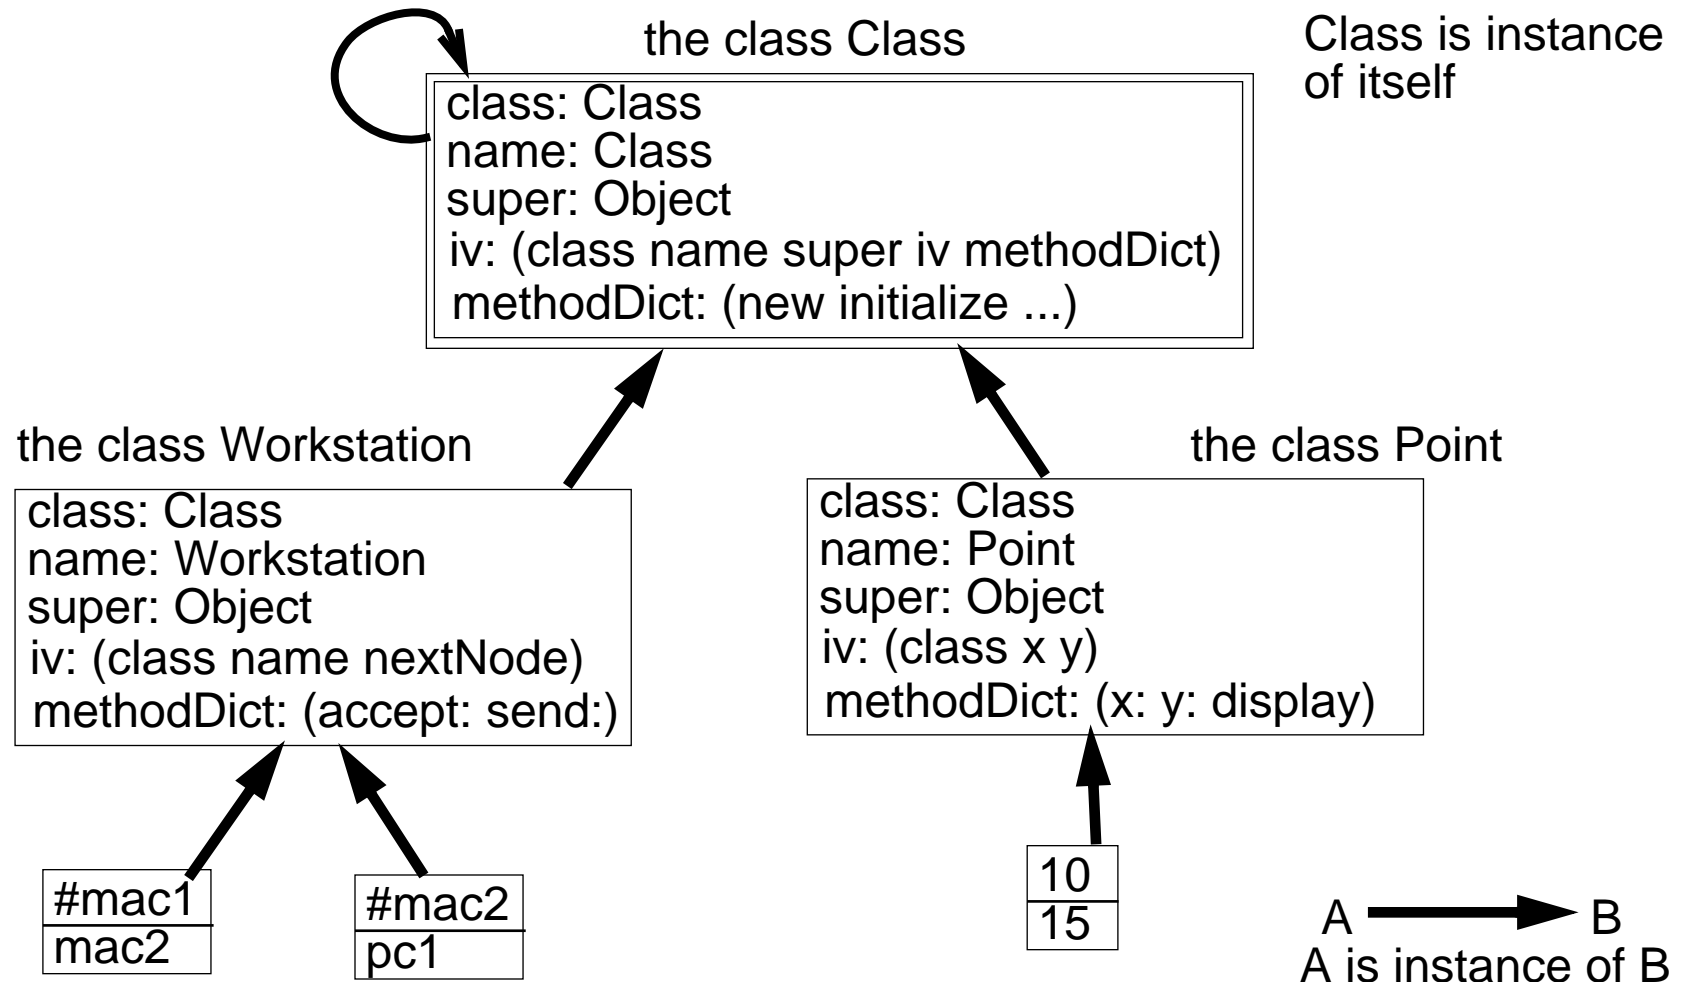 the class Class
Class is instance
of itself
class: Class
name: Class
super: Object
iv: (class name super iv methodDict)
methodDict: (new initialize ...)
the class Workstation
class: Class
name: Workstation
super: Object
iv: (class name nextNode)
methodDict: (accept: send:)
the class Point
class: Class
name: Point
super: Object
iv: (class x y)
methodDict: (x: y: display)
#mac1
mac2
#mac2
pc1
10
15
A B
A is instance of B